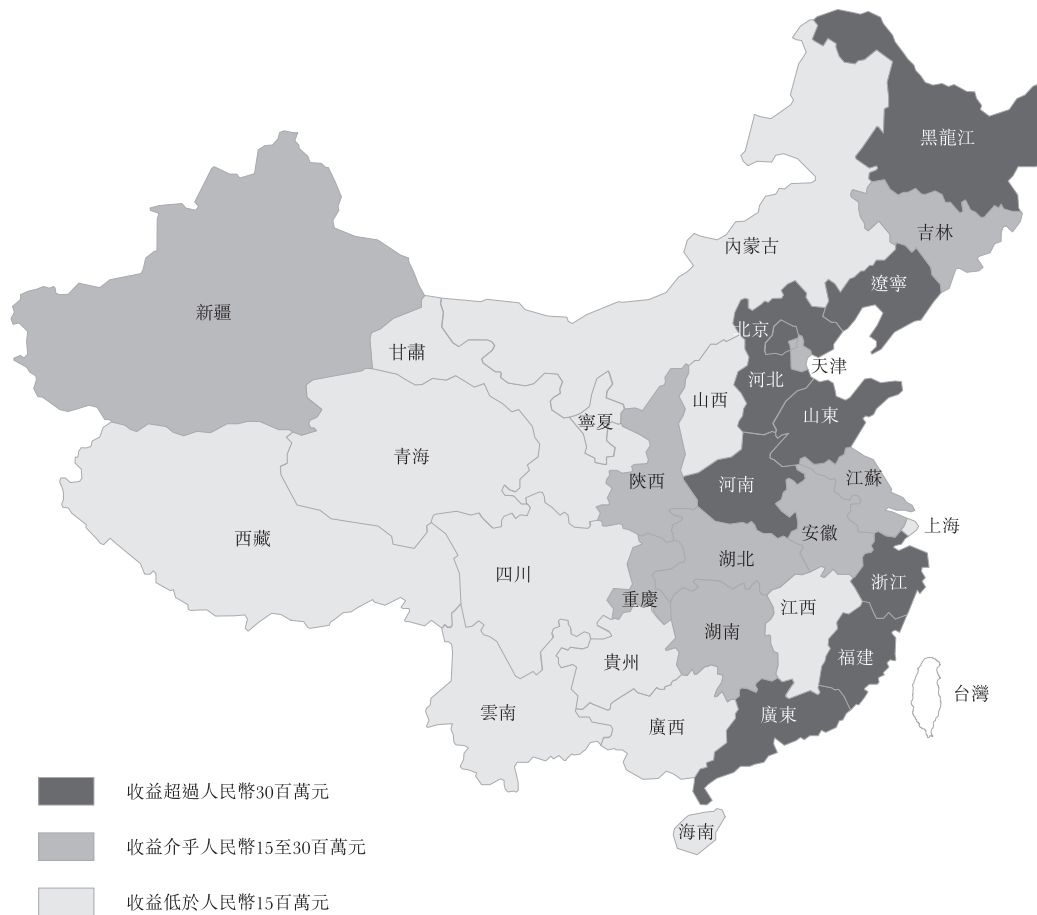 黑龍江
吉林
內蒙古
遼寧
新疆
北京
甘肅
天津
河北
山西
山東
寧夏
青海
陝西
河南
江蘇
西藏
上海
安徽
湖北
四川
浙江
重慶
江西
湖南
福建
貴州
台灣
雲南
廣東
廣西
收益超過人民幣30百萬元
海南
收益介乎人民幣15至30百萬元
收益低於人民幣15百萬元